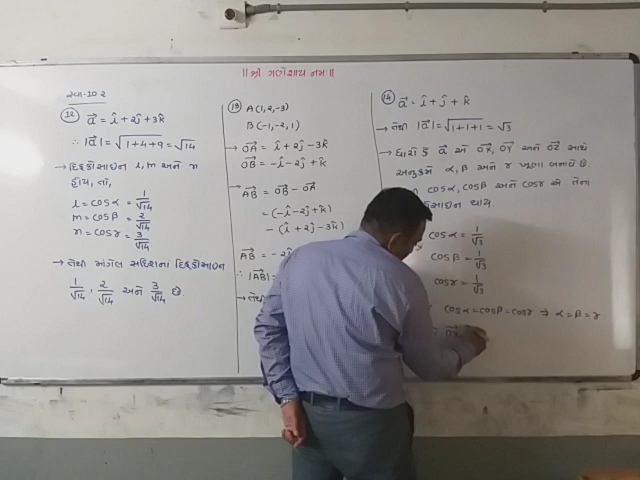 ॥ શ્રી ગણેશાય નમઃ ॥
સ્વા-10.2
(12) a⃗ = î + 2ĵ + 3k̂
∴ |a⃗| = √(1+4+9) = √14
→ દિક્કોસાઇન l, m અને n
હોય, તો,
l = cosα = 1/√14
m = cosβ = 2/√14
n = cosγ = 3/√14
→ તેથી માંગેલ સદિશનાં દિક્કોસાઇન
1/√14, 2/√14 અને 3/√14 છે.
(13) A(1,2,-3)
B(-1,-2,1)
→ OA⃗ = î + 2ĵ - 3k̂
OB⃗ = -î - 2ĵ + k̂
AB⃗ = OB⃗ - OA⃗
= (-î - 2ĵ + k̂)
- (î + 2ĵ - 3k̂)
AB⃗ = -2î
∴ |AB⃗| =
→ તેથી
(14) a⃗ = î + ĵ + k̂
→ તેથી |a⃗| = √(1+1+1) = √3
→ ધારો કે a⃗ એ OX⃗, OY⃗ અને OZ⃗ સાથે
અનુક્રમે α, β અને γ ખૂણા બનાવે છે.
cosα, cosβ અને cosγ એ તેના
થાય
cosα = 1/√3
cosβ = 1/√3
cosγ = 1/√3
cosα = cosβ = cosγ ⇒ α = β = γ